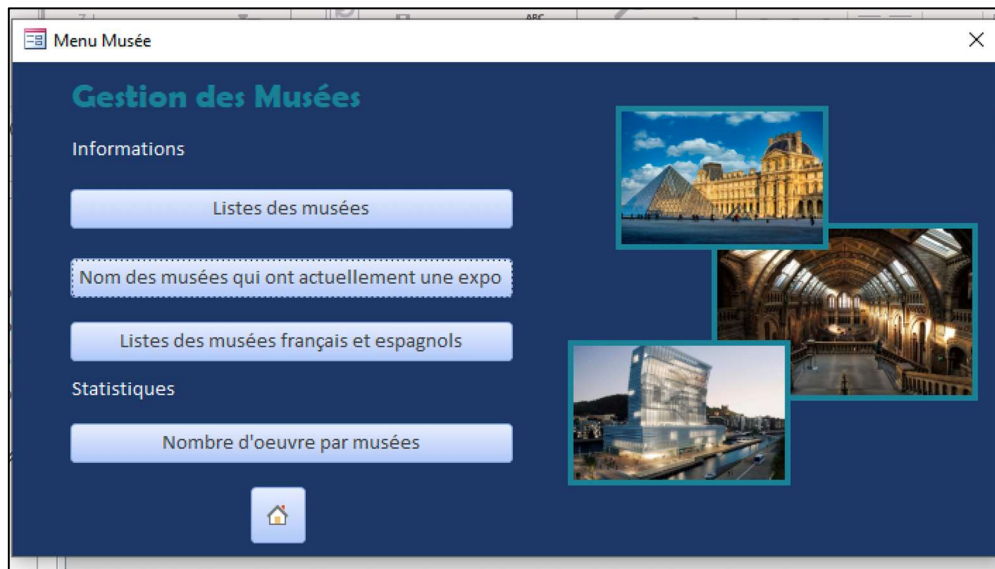 ABC
Menu Musée
Gestion des Musées
Informations
Listes des musées
Nom des musées qui ont actuellement une expo
Listes des musées français et espagnols
Statistiques
Nombre d'oeuvre par musées